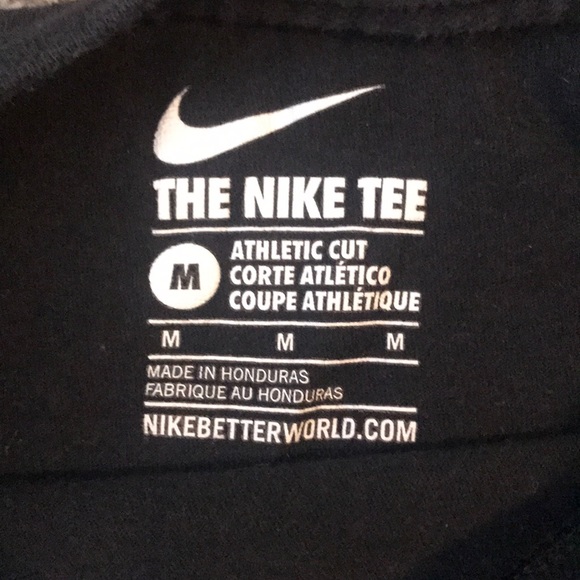 THE NIKE TEE
M
ATHLETIC CUT
CORTE ATLÉTICO
COUPE ATHLÉTIQUE
M M M
MADE IN HONDURAS
FABRIQUE AU HONDURAS
NIKEBETTERWORLD.COM